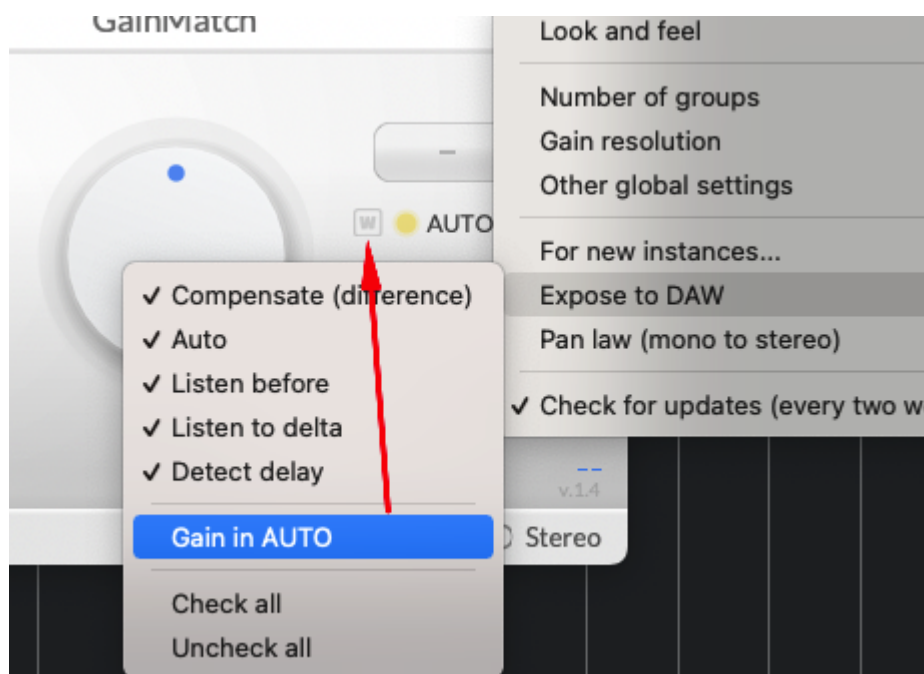 GainMatch
Look and feel
Number of groups
Gain resolution
Other global settings
W AUTO
For new instances...
✓ Compensate (difference)
Expose to DAW
✓ Auto
Pan law (mono to stereo)
✓ Listen before
✓ Check for updates (every two w
✓ Listen to delta
✓ Detect delay
--
v.1.4
Gain in AUTO
Stereo
Check all
Uncheck all